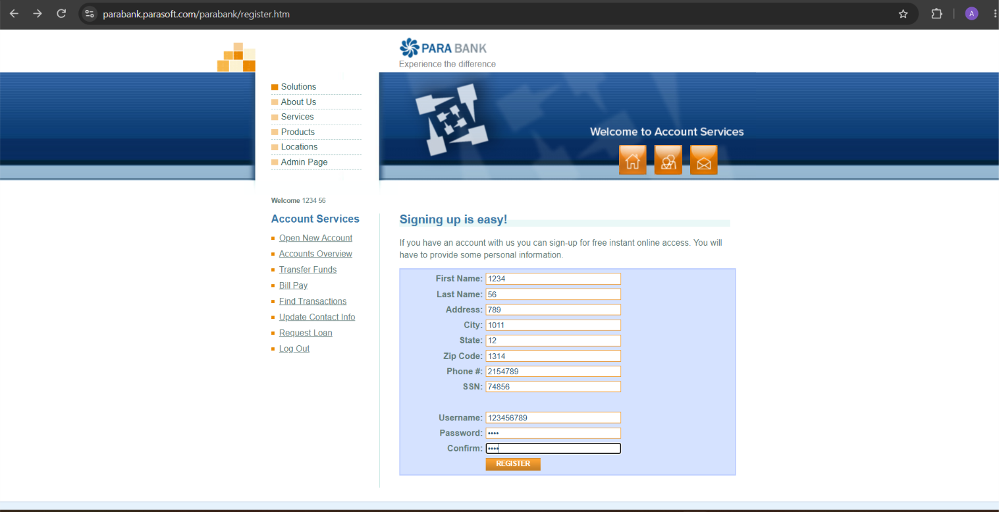 parabank.parasoft.com/parabank/register.htm
A
PARA BANK
Experience the difference
Solutions
About Us
Services
Products
Locations
Admin Page
Welcome to Account Services
Welcome 1234 56
Account Services
Open New Account
Accounts Overview
Transfer Funds
Bill Pay
Find Transactions
Update Contact Info
Request Loan
Log Out
Signing up is easy!
If you have an account with us you can sign-up for free instant online access. You will
have to provide some personal information.
First Name: 1234
Last Name: 56
Address: 789
City: 1011
State: 12
Zip Code: 1314
Phone #: 2154789
SSN: 74856
Username: 123456789
Password: ••••
Confirm: ••••
REGISTER